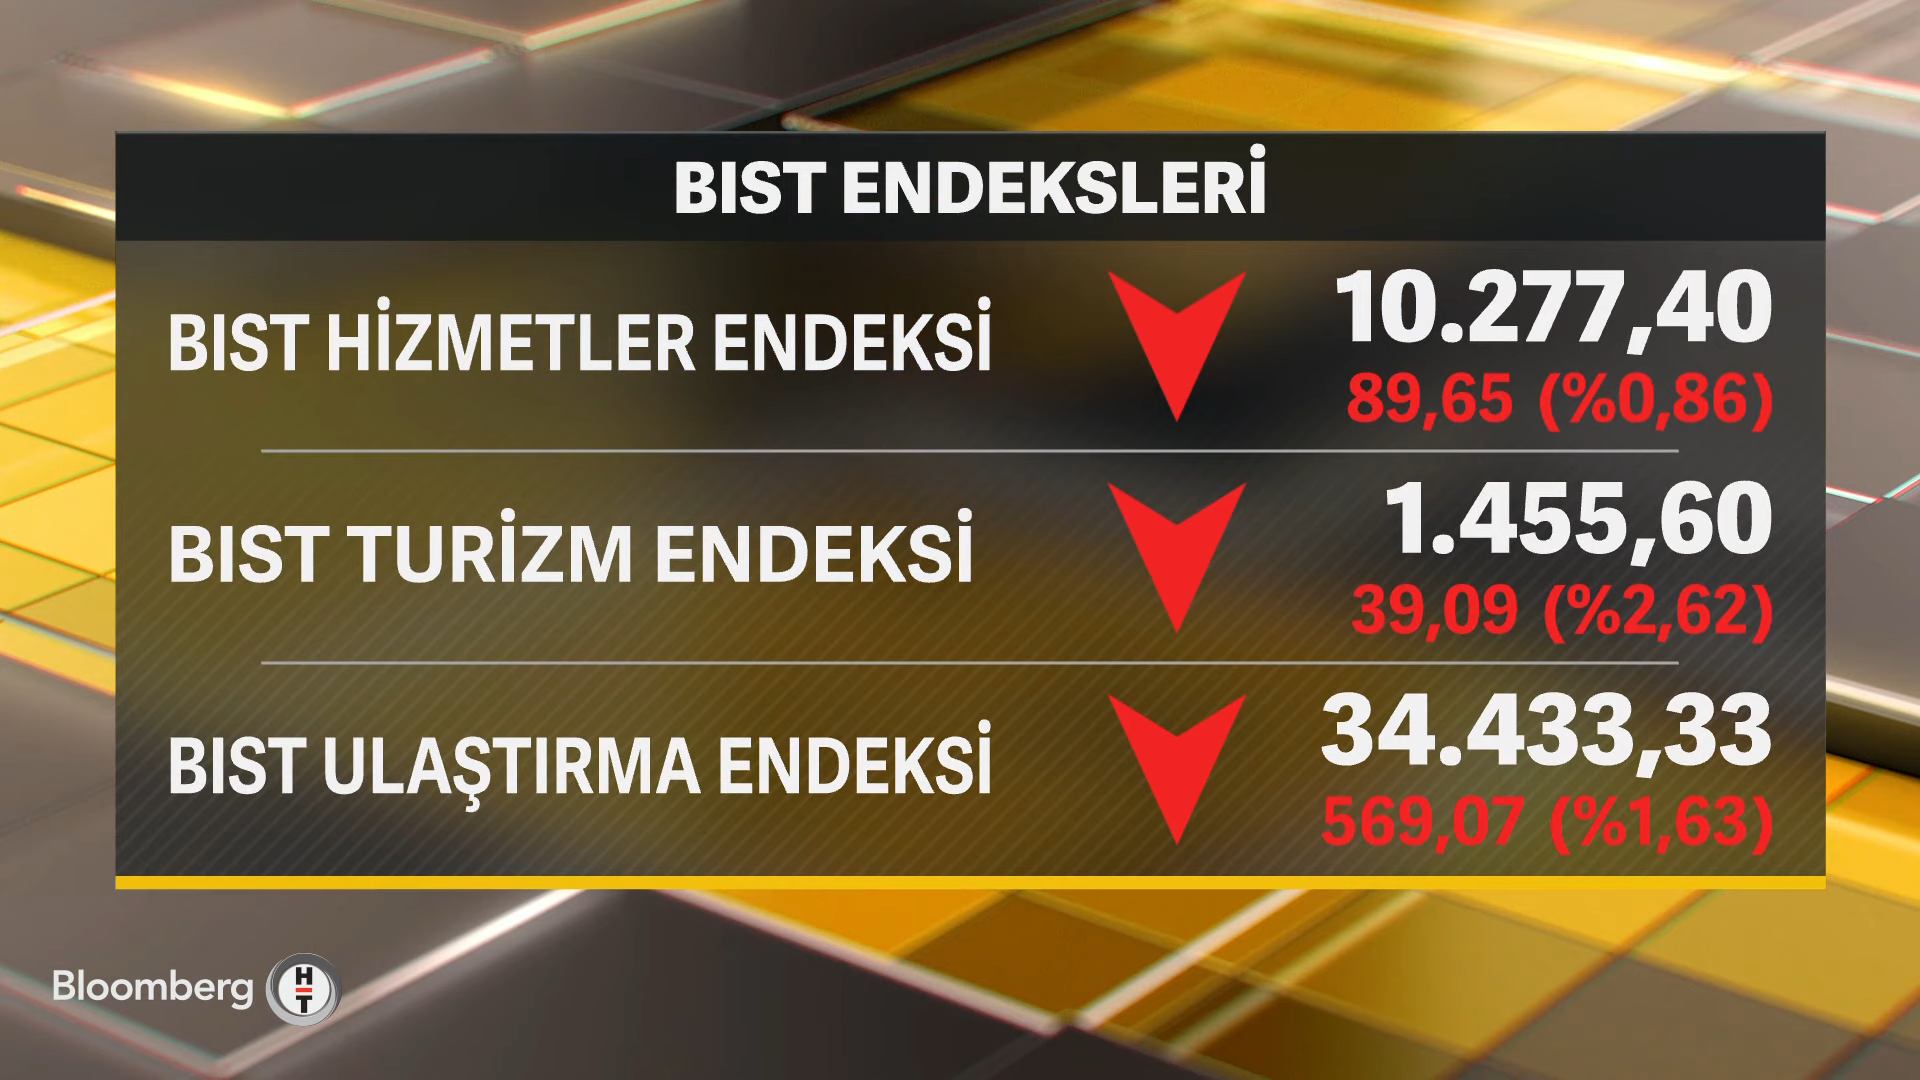 BIST ENDEKSLERİ
BIST HİZMETLER ENDEKSİ
10.277,40
89,65 (%0,86)
BIST TURİZM ENDEKSİ
1.455,60
39,09 (%2,62)
BIST ULAŞTIRMA ENDEKSİ
34.433,33
569,07 (%1,63)
Bloomberg HT